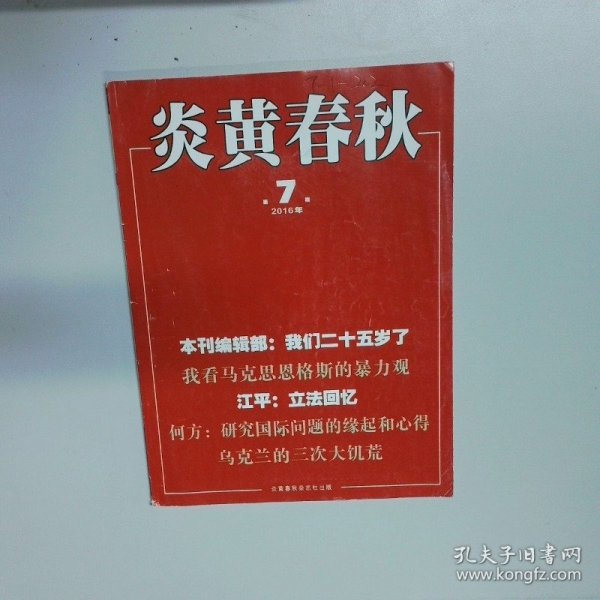 炎黄春秋
第7期
2016年
本刊编辑部：我们二十五岁了
我看马克思恩格斯的暴力观
江平：立法回忆
何方：研究国际问题的缘起和心得
乌克兰的三次大饥荒
炎黄春秋杂志社出版
孔夫子旧书网
www.kongfz.com